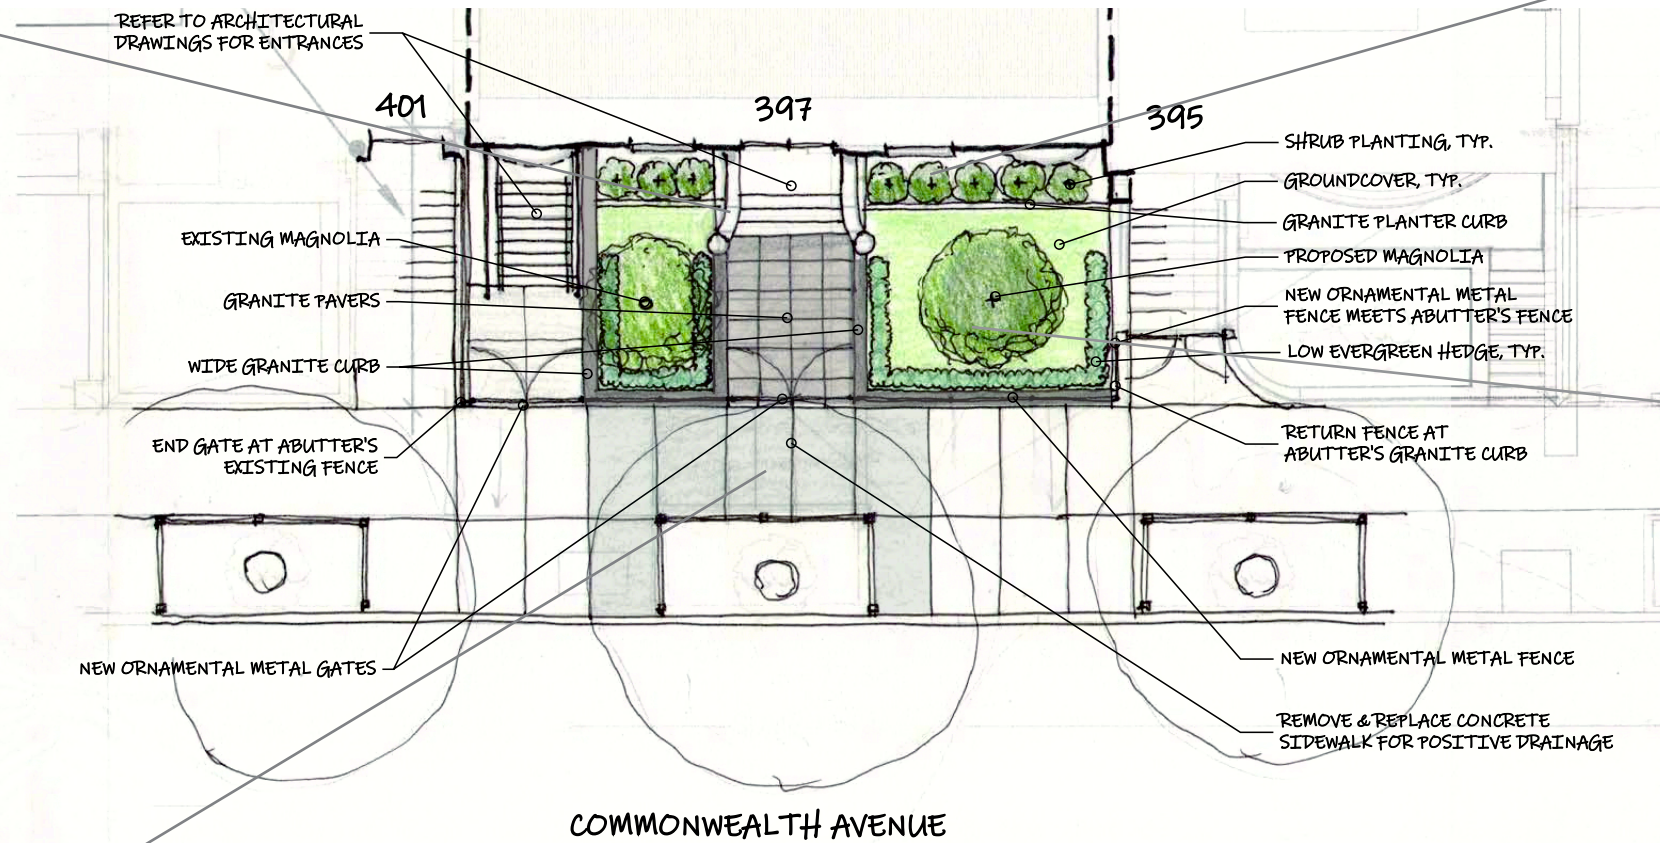 REFER TO ARCHITECTURAL
DRAWINGS FOR ENTRANCES
401
397
395
SHRUB PLANTING, TYP.
GROUNDCOVER, TYP.
GRANITE PLANTER CURB
PROPOSED MAGNOLIA
NEW ORNAMENTAL METAL
FENCE MEETS ABUTTER'S FENCE
LOW EVERGREEN HEDGE, TYP.
EXISTING MAGNOLIA
GRANITE PAVERS
WIDE GRANITE CURB
END GATE AT ABUTTER'S
EXISTING FENCE
RETURN FENCE AT
ABUTTER'S GRANITE CURB
NEW ORNAMENTAL METAL GATES
NEW ORNAMENTAL METAL FENCE
REMOVE & REPLACE CONCRETE
SIDEWALK FOR POSITIVE DRAINAGE
COMMONWEALTH AVENUE